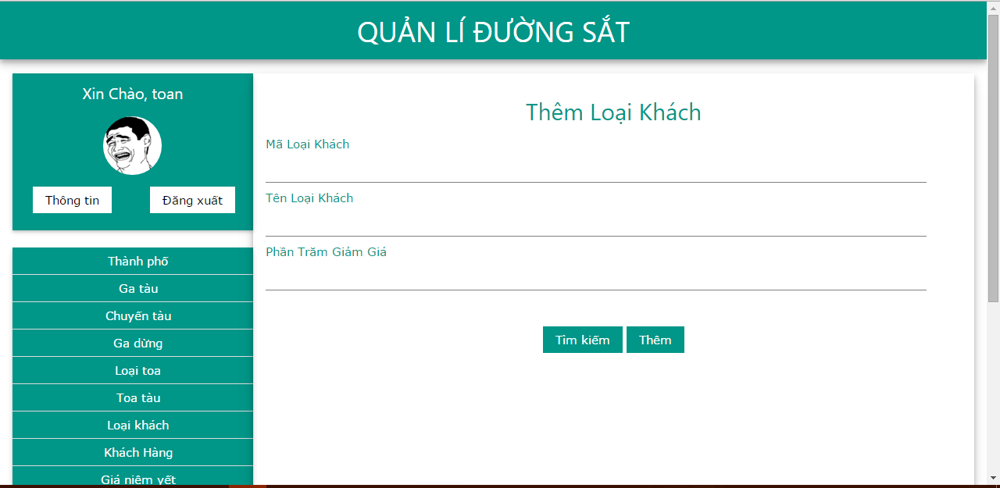 QUẢN LÍ ĐƯỜNG SẮT
Xin Chào, toan
Thông tin
Đăng xuất
Thành phố
Ga tàu
Chuyến tàu
Ga dừng
Loại toa
Toa tàu
Loại khách
Khách Hàng
Giá niêm yết
Thêm Loại Khách
Mã Loại Khách
Tên Loại Khách
Phần Trăm Giảm Giá
Tìm kiếm
Thêm